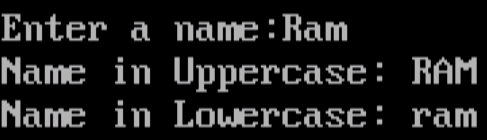 Enter a name:Ram
Name in Uppercase: RAM
Name in Lowercase: ram